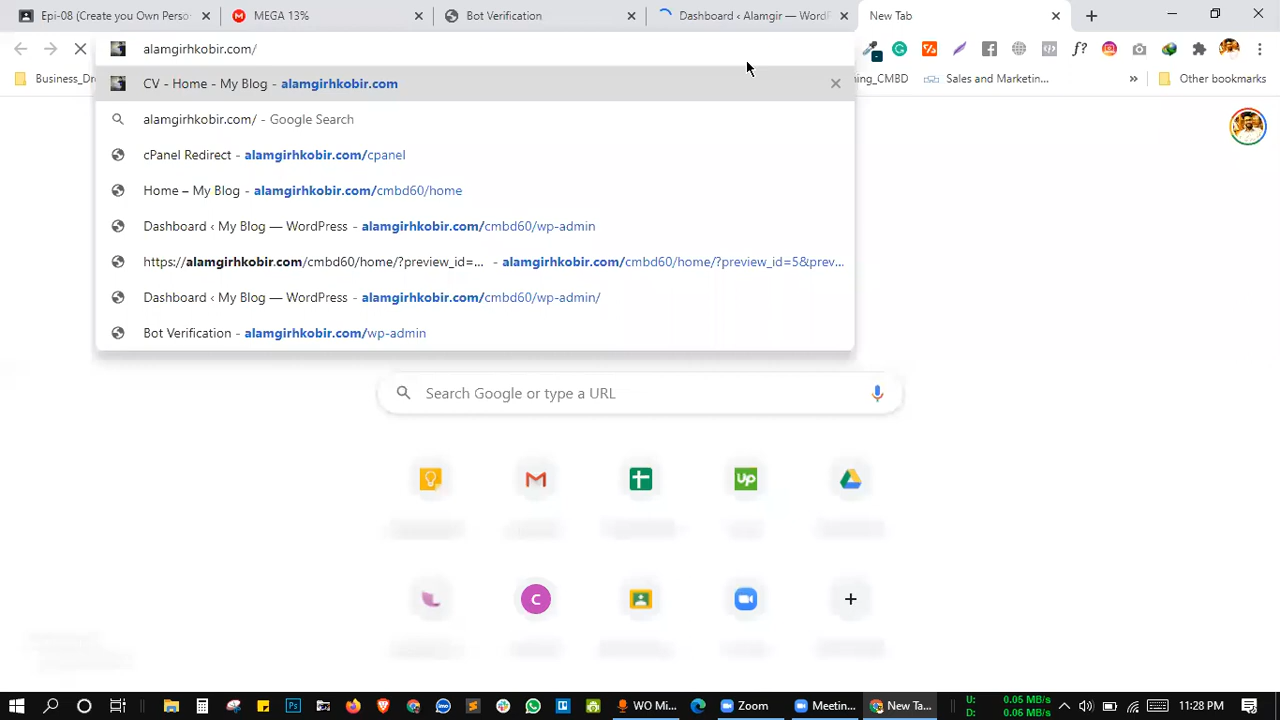 Epi-08 (Create you Own Perso
MEGA 13%
Bot Verification
Dashboard ‹ Alamgir — WordP
New Tab
alamgirhkobir.com/
f?
Business_D
ning_CMBD
Sales and Marketin...
»
Other bookmarks
CV - Home - My Blog - alamgirhkobir.com
alamgirhkobir.com/ - Google Search
cPanel Redirect - alamgirhkobir.com/cpanel
Home – My Blog - alamgirhkobir.com/cmbd60/home
Dashboard ‹ My Blog — WordPress - alamgirhkobir.com/cmbd60/wp-admin
https://alamgirhkobir.com/cmbd60/home/?preview_id=... - alamgirhkobir.com/cmbd60/home/?preview_id=5&prev...
Dashboard ‹ My Blog — WordPress - alamgirhkobir.com/cmbd60/wp-admin/
Bot Verification - alamgirhkobir.com/wp-admin
Search Google or type a URL
up
C
Ps
WO Mi...
Zoom
Meetin...
New Ta...
U: 0.05 MB/s
D: 0.06 MB/s
11:28 PM